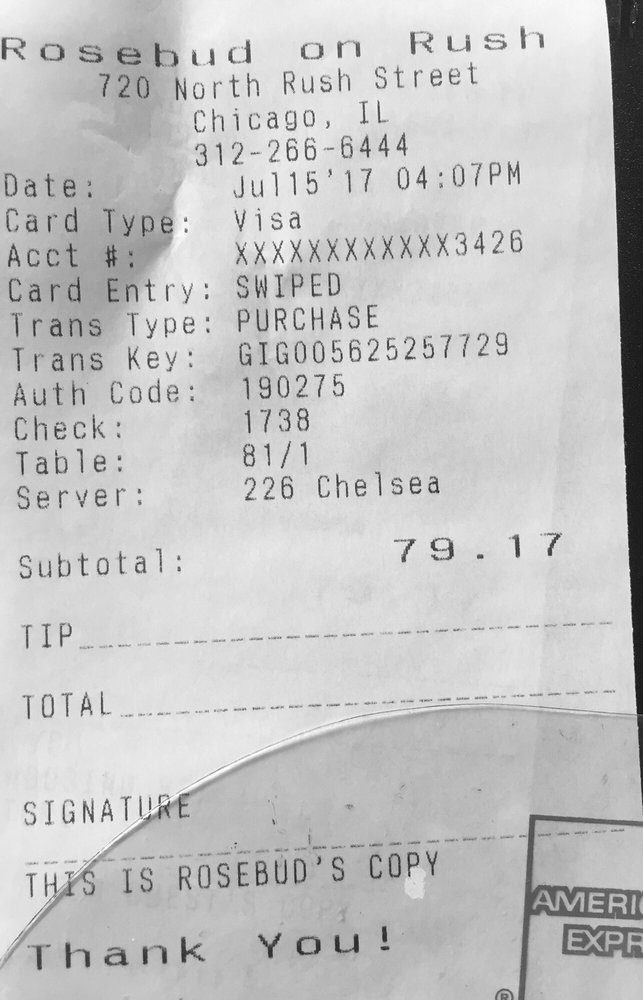 Rosebud on Rush
720 North Rush Street
Chicago, IL
312-266-6444
Date: Jul15'17 04:07PM
Card Type: Visa
Acct #: XXXXXXXXXXXX3426
Card Entry: SWIPED
Trans Type: PURCHASE
Trans Key: GIG005625257729
Auth Code: 190275
Check: 1738
Table: 81/1
Server: 226 Chelsea
Subtotal: 79.17
TIP
TOTAL
SIGNATURE
THIS IS ROSEBUD'S COPY
Thank You!
AMERIC
EXPR
®